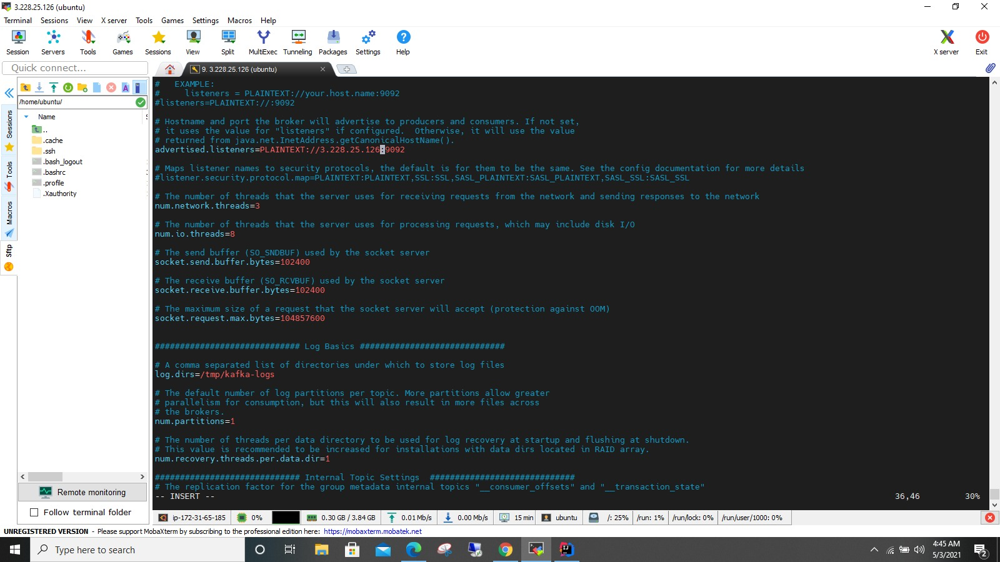 3.228.25.126 (ubuntu)
Terminal Sessions View X server Tools Games Settings Macros Help
Session Servers Tools Games Sessions View Split MultiExec Tunneling Packages Settings Help X server Exit
Quick connect...
9. 3.228.25.126 (ubuntu)
/home/ubuntu/
Name
..
.cache
.ssh
.bash_logout
.bashrc
.profile
.Xauthority
Sessions
Tools
Macros
Sftp
Remote monitoring
Follow terminal folder
#   EXAMPLE:
#     listeners = PLAINTEXT://your.host.name:9092
#listeners=PLAINTEXT://:9092
# Hostname and port the broker will advertise to producers and consumers. If not set,
# it uses the value for "listeners" if configured.  Otherwise, it will use the value
# returned from java.net.InetAddress.getCanonicalHostName().
advertised.listeners=PLAINTEXT://3.228.25.126:9092
# Maps listener names to security protocols, the default is for them to be the same. See the config documentation for more details
#listener.security.protocol.map=PLAINTEXT:PLAINTEXT,SSL:SSL,SASL_PLAINTEXT:SASL_PLAINTEXT,SASL_SSL:SASL_SSL
# The number of threads that the server uses for receiving requests from the network and sending responses to the network
num.network.threads=3
# The number of threads that the server uses for processing requests, which may include disk I/O
num.io.threads=8
# The send buffer (SO_SNDBUF) used by the socket server
socket.send.buffer.bytes=102400
# The receive buffer (SO_RCVBUF) used by the socket server
socket.receive.buffer.bytes=102400
# The maximum size of a request that the socket server will accept (protection against OOM)
socket.request.max.bytes=104857600
############################# Log Basics #############################
# A comma separated list of directories under which to store log files
log.dirs=/tmp/kafka-logs
# The default number of log partitions per topic. More partitions allow greater
# parallelism for consumption, but this will also result in more files across
# the brokers.
num.partitions=1
# The number of threads per data directory to be used for log recovery at startup and flushing at shutdown.
# This value is recommended to be increased for installations with data dirs located in RAID array.
num.recovery.threads.per.data.dir=1
############################# Internal Topic Settings  #############################
# The replication factor for the group metadata internal topics "__consumer_offsets" and "__transaction_state"
-- INSERT -- 36,46 30%
ip-172-31-65-185 0% 0.30 GB / 3.84 GB 0.01 Mb/s 0.00 Mb/s 15 min ubuntu /: 25% /run: 1% /run/lock: 0% /run/user/1000: 0%
UNREGISTERED VERSION - Please support MobaXterm by subscribing to the professional edition here: https://mobaxterm.mobatek.net
Type here to search
4:45 AM
5/3/2021
2